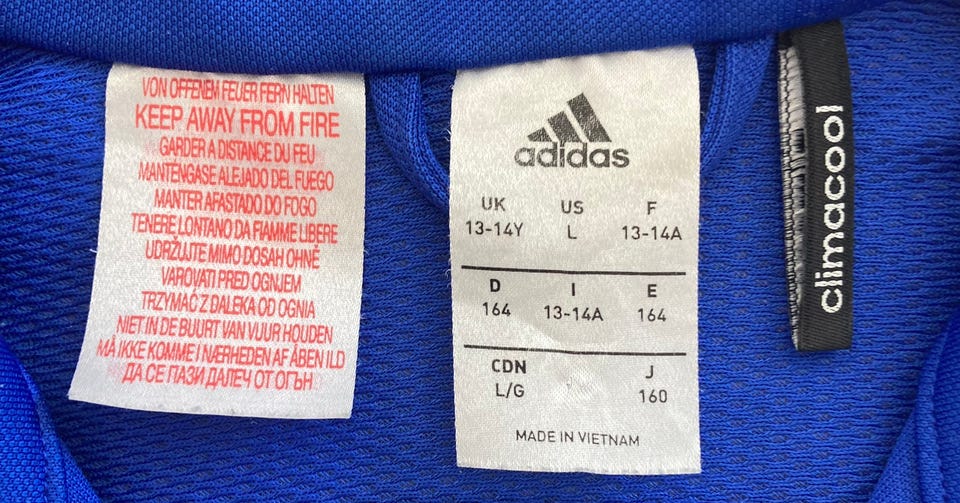 VON OFFENEM FEUER FERN HALTEN
KEEP AWAY FROM FIRE
GARDER A DISTANCE DU FEU
MANTENGASE ALEJADO DEL FUEGO
MANTER AFASTADO DO FOGO
TENERE LONTANO DA FIAMME LIBERE
UDRŽUJTE MIMO DOSAH OHNĚ
VAROVATI PRED OGNJEM
TRZYMAĆ Z DALEKA OD OGNIA
NIET IN DE BUURT VAN VUUR HOUDEN
MÅ IKKE KOMME I NÆRHEDEN AF ÅBEN ILD
ДА СЕ ПАЗИ ДАЛЕЧ ОТ ОГЪН
adidas
UK US F
13-14Y L 13-14A
D I E
164 13-14A 164
CDN J
L/G 160
MADE IN VIETNAM
climacool